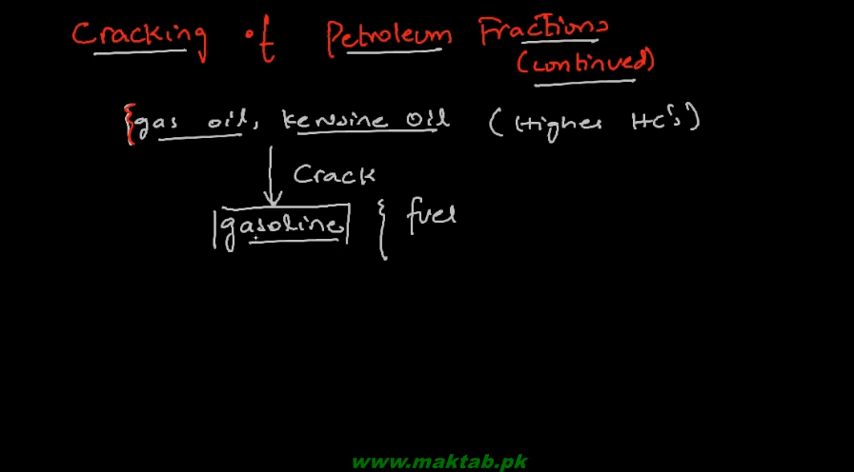 Cracking of Petroleum Fractions
(continued)
{gas oil, kerosine oil (Higher HC's)
Crack
gasoline { fuel
www.maktab.pk